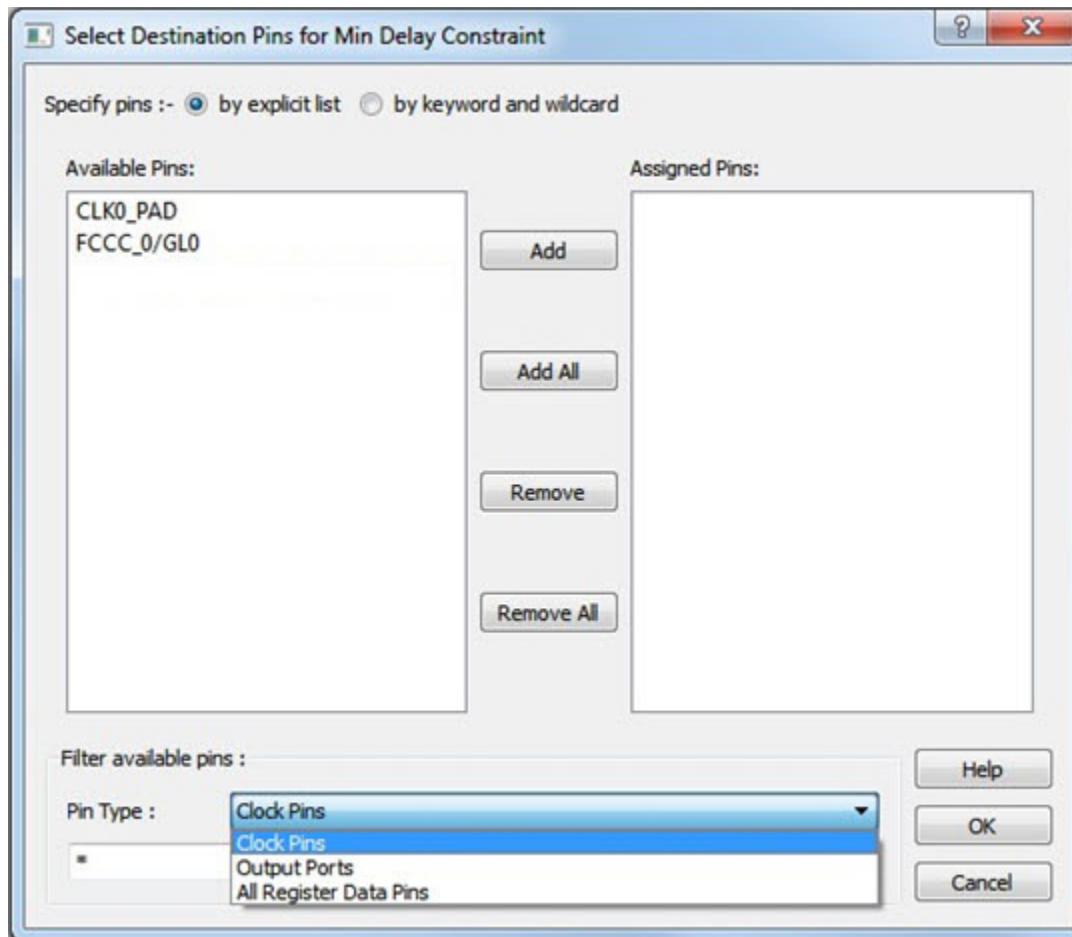 Select Destination Pins for Min Delay Constraint
Specify pins :- by explicit list by keyword and wildcard
Available Pins:
Assigned Pins:
CLK0_PAD
FCCC_0/GL0
Add
Add All
Remove
Remove All
Filter available pins :
Pin Type :
Clock Pins
Clock Pins
Output Ports
All Register Data Pins
*
Help
OK
Cancel